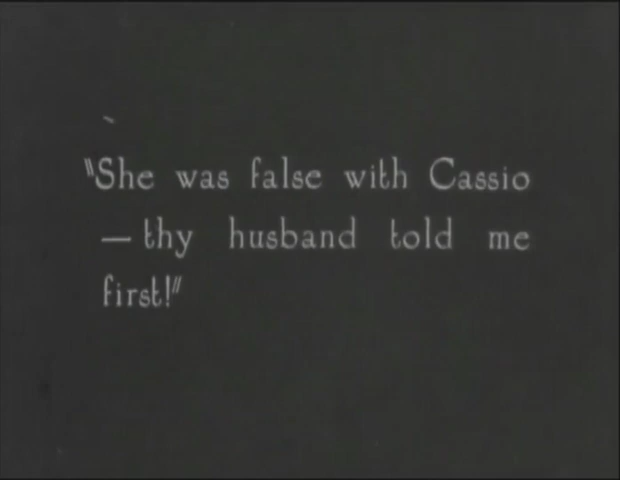 "She was false with Cassio
— thy husband told me
first!"